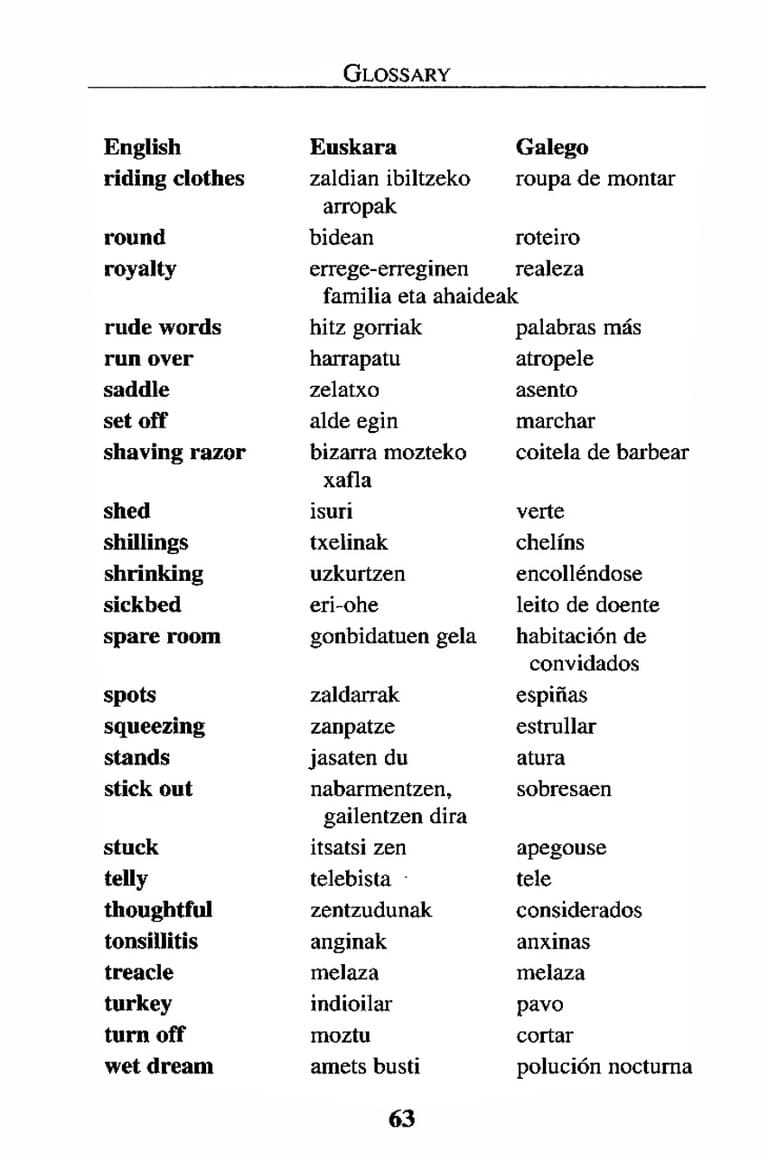 GLOSSARY
English Euskara Galego
riding clothes zaldian ibiltzeko roupa de montar
arropak
round bidean roteiro
royalty errege-erreginen realeza
familia eta ahaideak
rude words hitz gorriak palabras más
run over harrapatu atropele
saddle zelatxo asento
set off alde egin marchar
shaving razor bizarra mozteko coitela de barbear
xafla
shed isuri verte
shillings txelinak chelíns
shrinking uzkurtzen encolléndose
sickbed eri-ohe leito de doente
spare room gonbidatuen gela habitación de
convidados
spots zaldarrak espiñas
squeezing zanpatze estrullar
stands jasaten du atura
stick out nabarmentzen, sobresaen
gailentzen dira
stuck itsatsi zen apegouse
telly telebista tele
thoughtful zentzudunak considerados
tonsillitis anginak anxinas
treacle melaza melaza
turkey indioilar pavo
turn off moztu cortar
wet dream amets busti polución nocturna
63